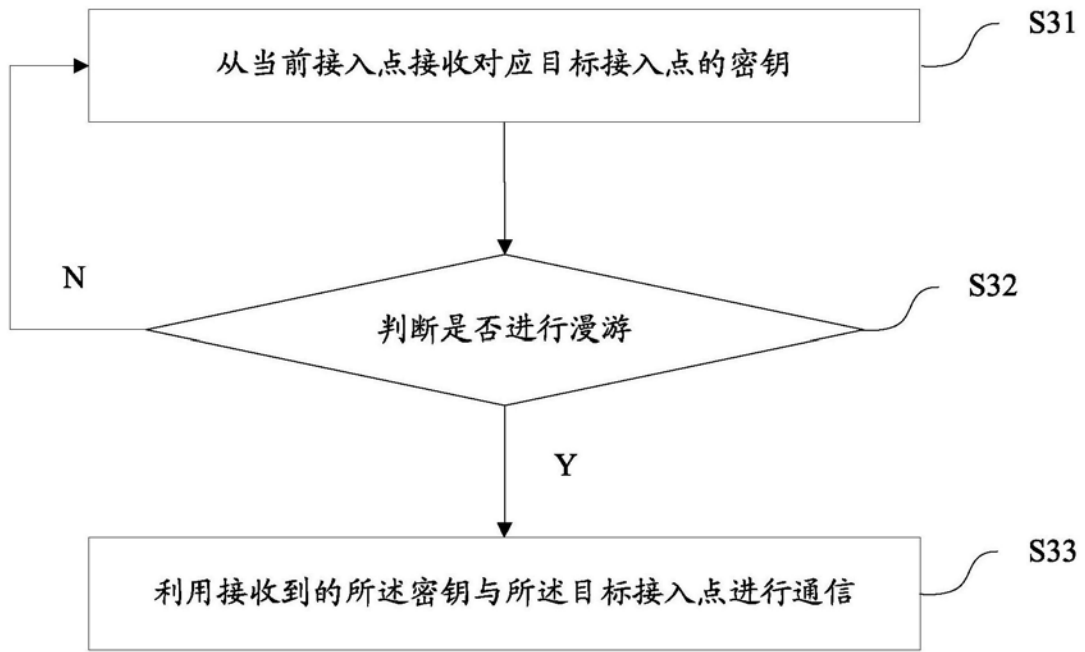 S31
从当前接入点接收对应目标接入点的密钥
N
S32
判断是否进行漫游
Y
S33
利用接收到的所述密钥与所述目标接入点进行通信